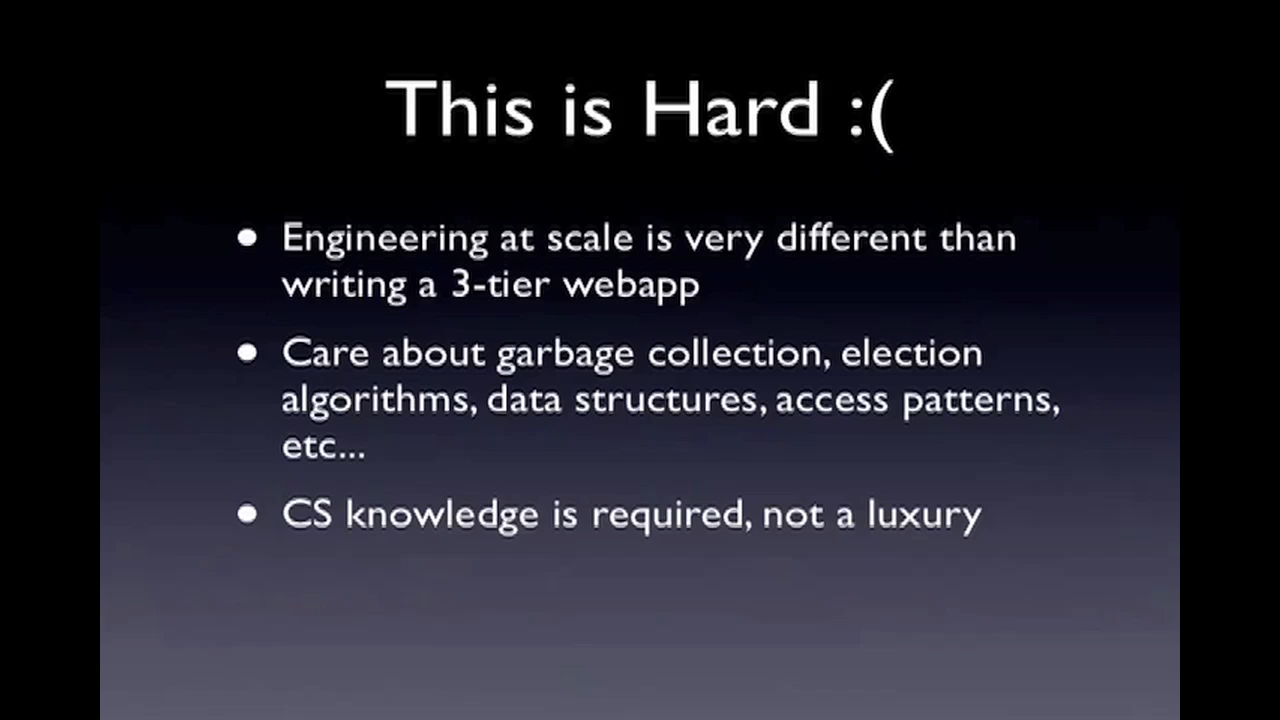 This is Hard :(
Engineering at scale is very different than
writing a 3-tier webapp
Care about garbage collection, election
algorithms, data structures, access patterns,
etc...
CS knowledge is required, not a luxury